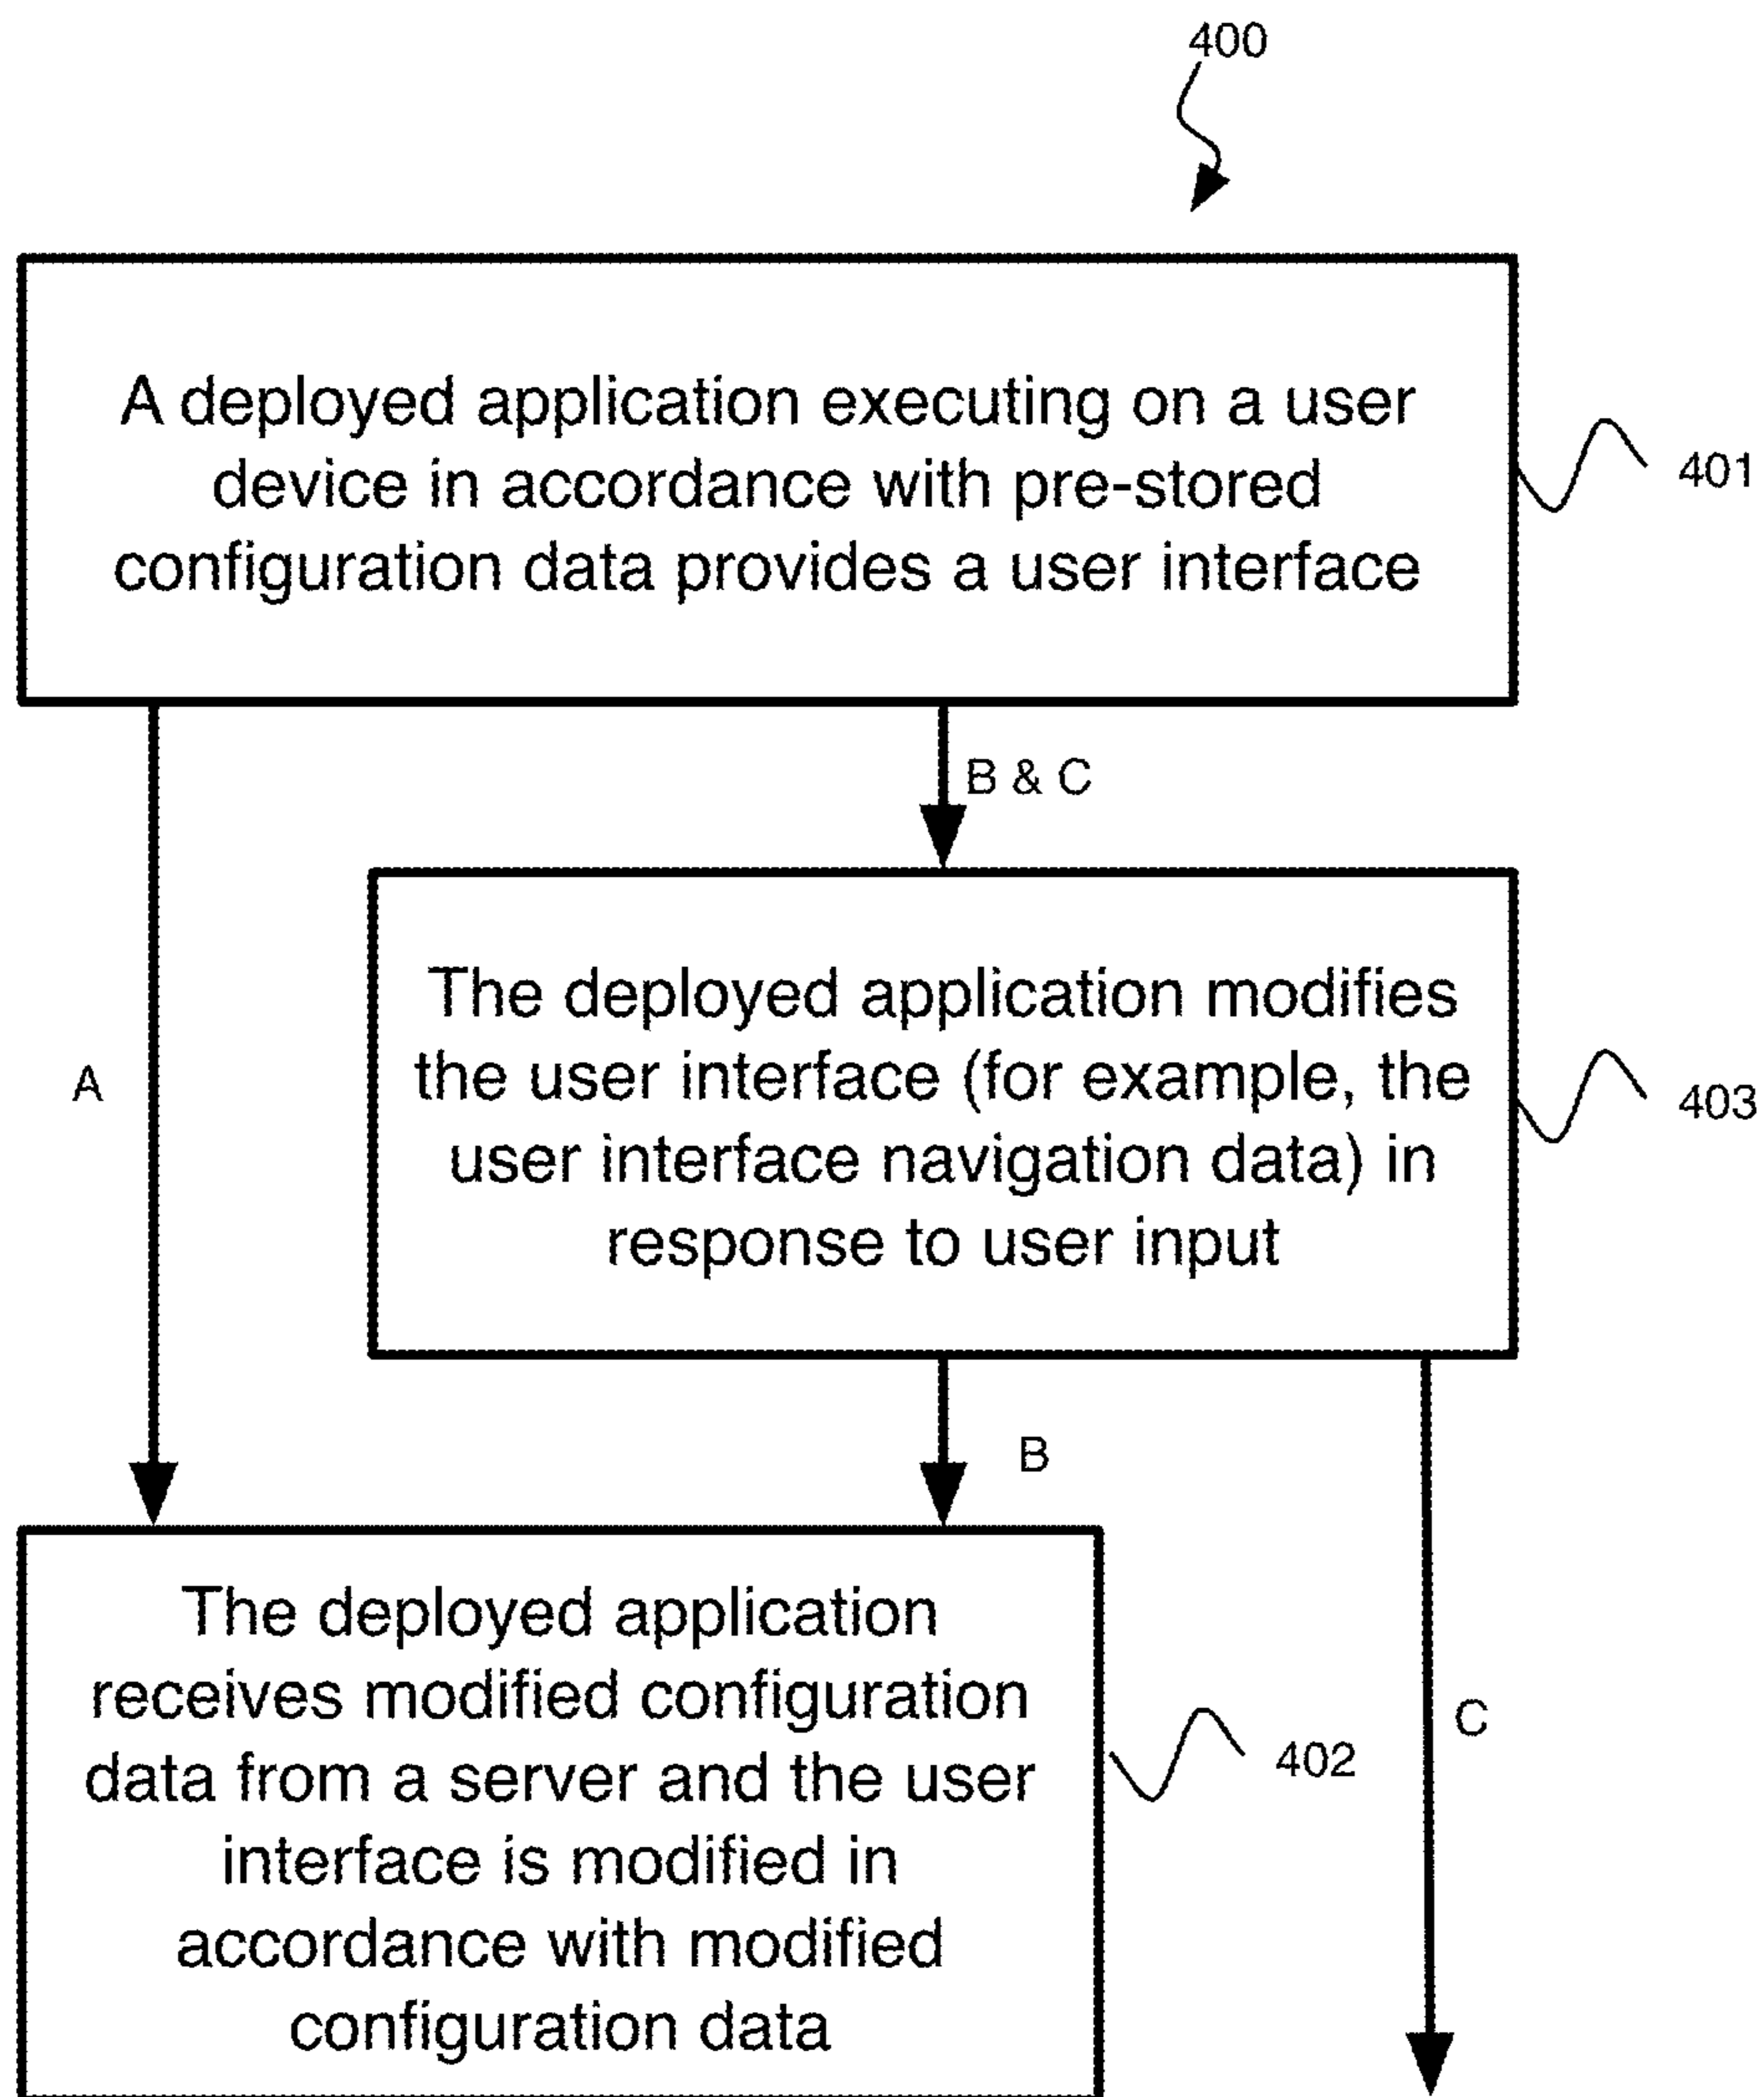 400
A deployed application executing on a user
device in accordance with pre-stored
configuration data provides a user interface
401
B & C
The deployed application modifies
the user interface (for example, the
user interface navigation data) in
response to user input
403
A
B
The deployed application
receives modified configuration
data from a server and the user
interface is modified in
accordance with modified
configuration data
402
C